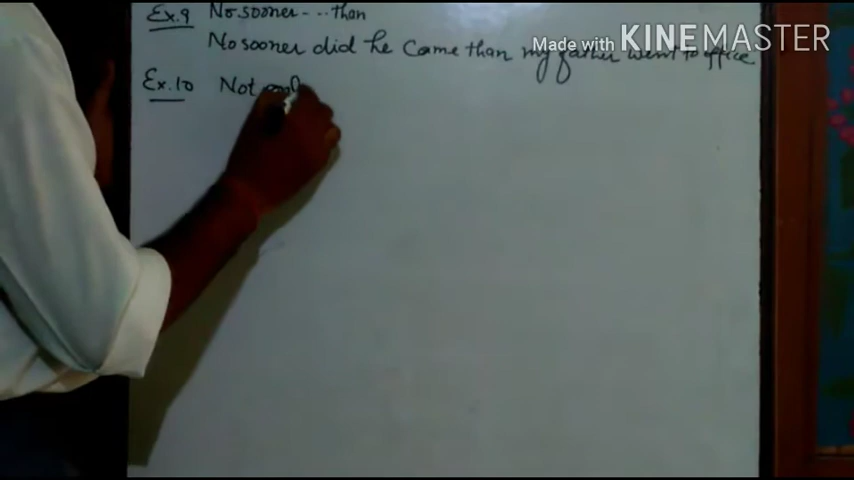 Ex.9 No sooner - .. than
No sooner did he come than my father went to office
Ex.10 Not
Made with KINEMASTER